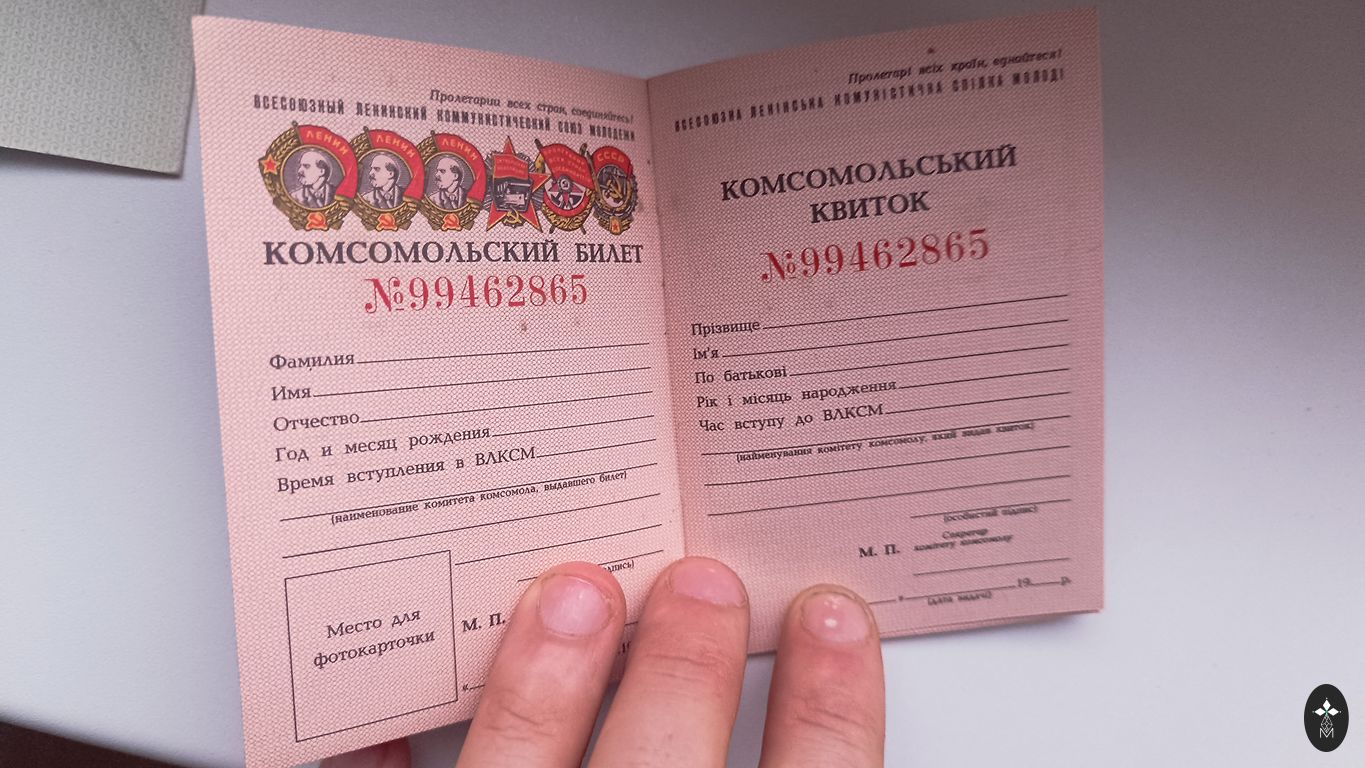 Пролетарии всех стран, соединяйтесь!
ВСЕСОЮЗНЫЙ ЛЕНИНСКИЙ КОММУНИСТИЧЕСКИЙ СОЮЗ МОЛОДЕЖИ
ЛЕНИН ЛЕНИН ЛЕНИН СССР
КОМСОМОЛЬСКИЙ БИЛЕТ
№99462865
Фамилия
Имя
Отчество
Год и месяц рождения
Время вступления в ВЛКСМ
(наименование комитета комсомола, выдавшего билет)
Место для
фотокарточки
М. П.
«
Пролетарі всіх країн, єднайтеся!
ВСЕСОЮЗНА ЛЕНІНСЬКА КОМУНІСТИЧНА СПІЛКА МОЛОДІ
КОМСОМОЛЬСЬКИЙ
КВИТОК
№99462865
Прізвище
Ім'я
По батькові
Рік і місяць народження
Час вступу до ВЛКСМ
(найменування комітету комсомолу, який видав квиток)
(особистий підпис)
М. П.
Секретар
комітету комсомолу
» 19 р.
(дата видачі)
М